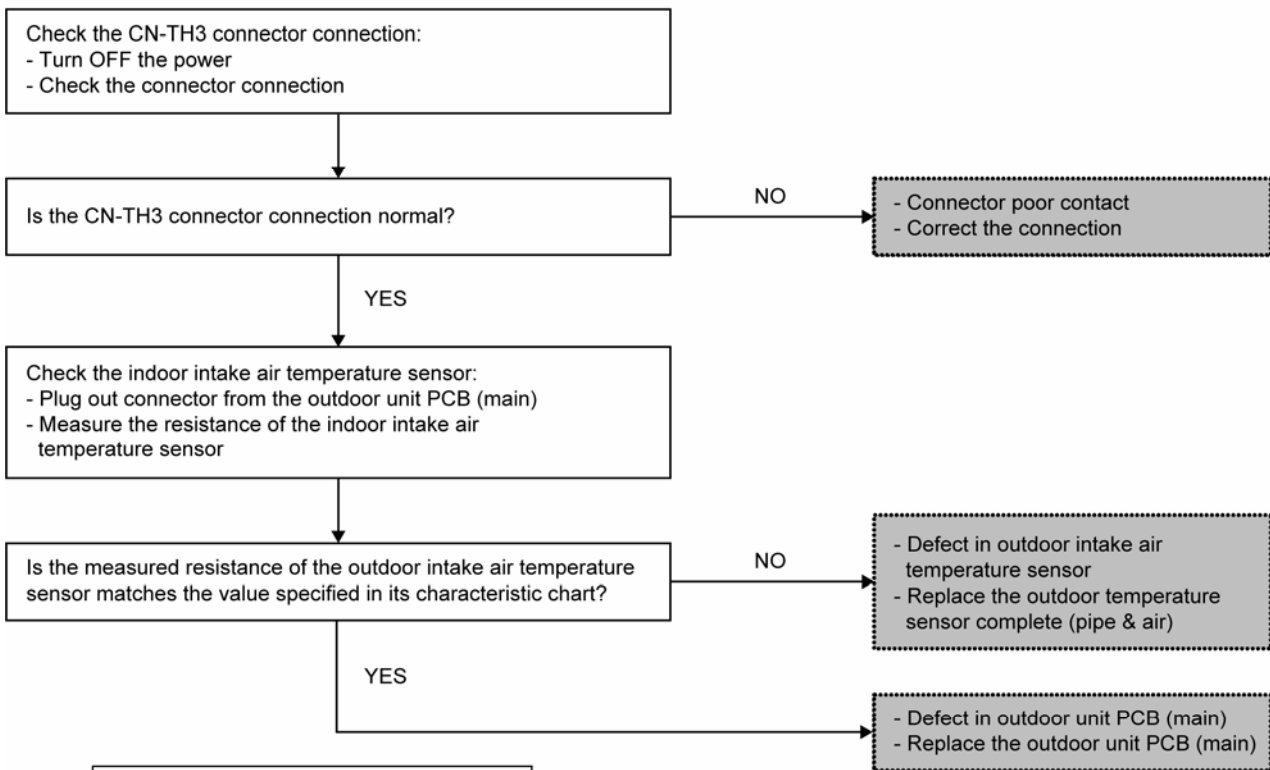 Check the CN-TH3 connector connection:
- Turn OFF the power
- Check the connector connection
Is the CN-TH3 connector connection normal?
NO
- Connector poor contact
- Correct the connection
YES
Check the indoor intake air temperature sensor:
- Plug out connector from the outdoor unit PCB (main)
- Measure the resistance of the indoor intake air
temperature sensor
Is the measured resistance of the outdoor intake air temperature
sensor matches the value specified in its characteristic chart?
NO
- Defect in outdoor intake air
temperature sensor
- Replace the outdoor temperature
sensor complete (pipe & air)
YES
- Defect in outdoor unit PCB (main)
- Replace the outdoor unit PCB (main)